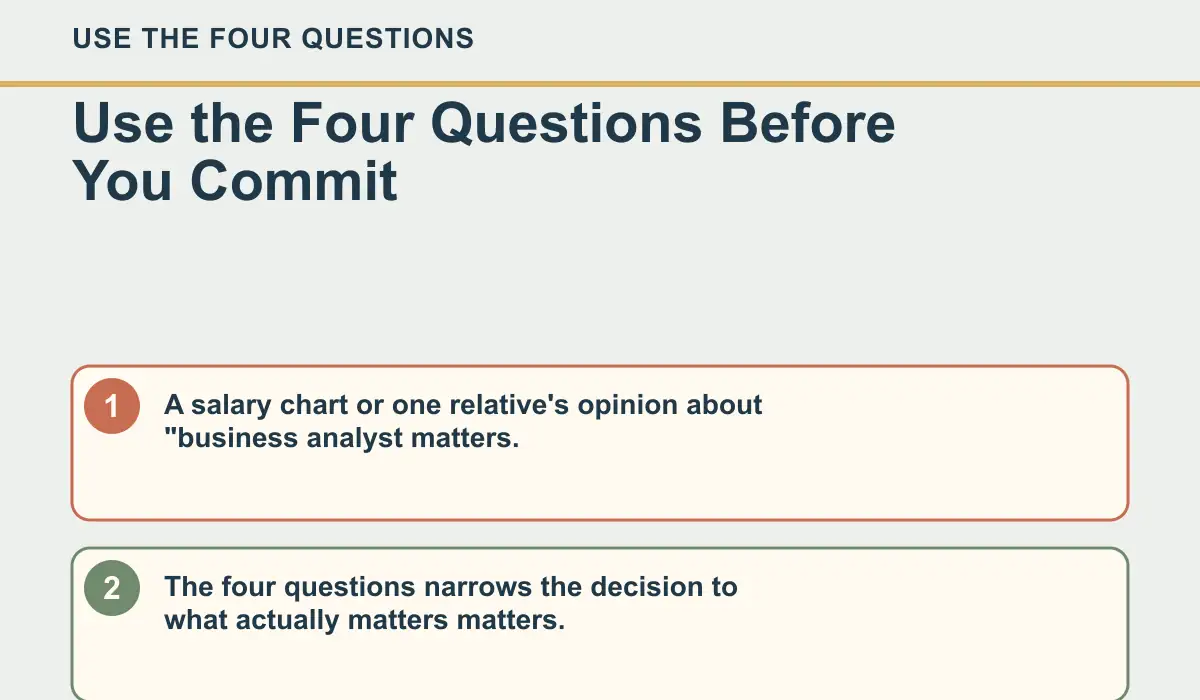 USE THE FOUR QUESTIONS
Use the Four Questions Before
You Commit
1
A salary chart or one relative's opinion about
"business analyst matters.
2
The four questions narrows the decision to
what actually matters matters.